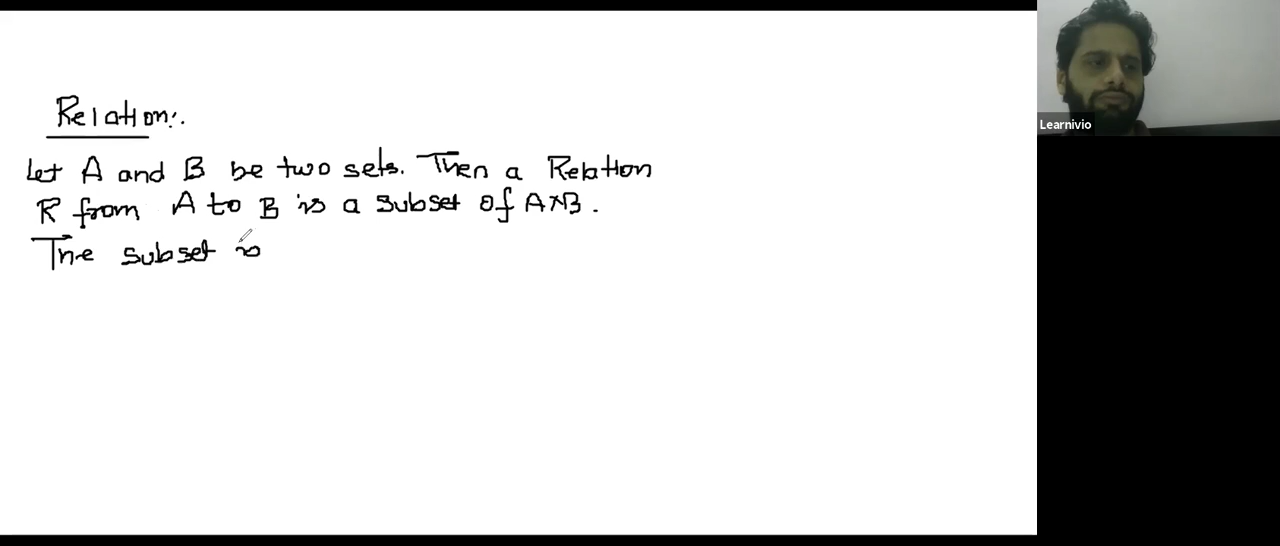 Relation:
Let A and B be two sets. Then a Relation
R from A to B is a subset of A×B.
The subset is
Learnivio